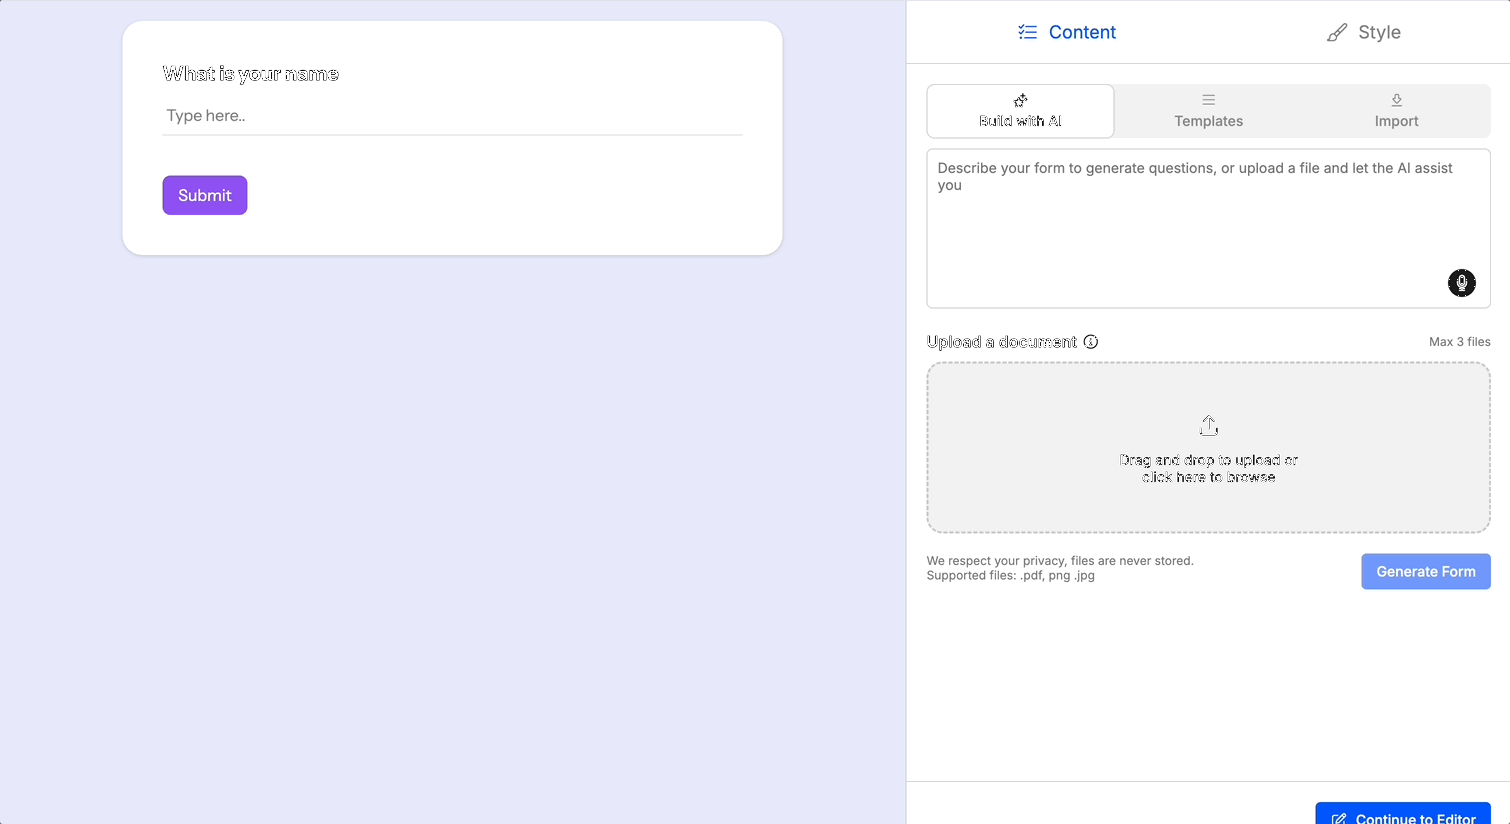 What is your name
Type here..
Submit
Content
Style
Build with AI
Templates
Import
Describe your form to generate questions, or upload a file and let the AI assist
you
Upload a document
Max 3 files
Drag and drop to upload or
click here to browse
We respect your privacy, files are never stored.
Supported files: .pdf, png .jpg
Generate Form
Continue to Editor